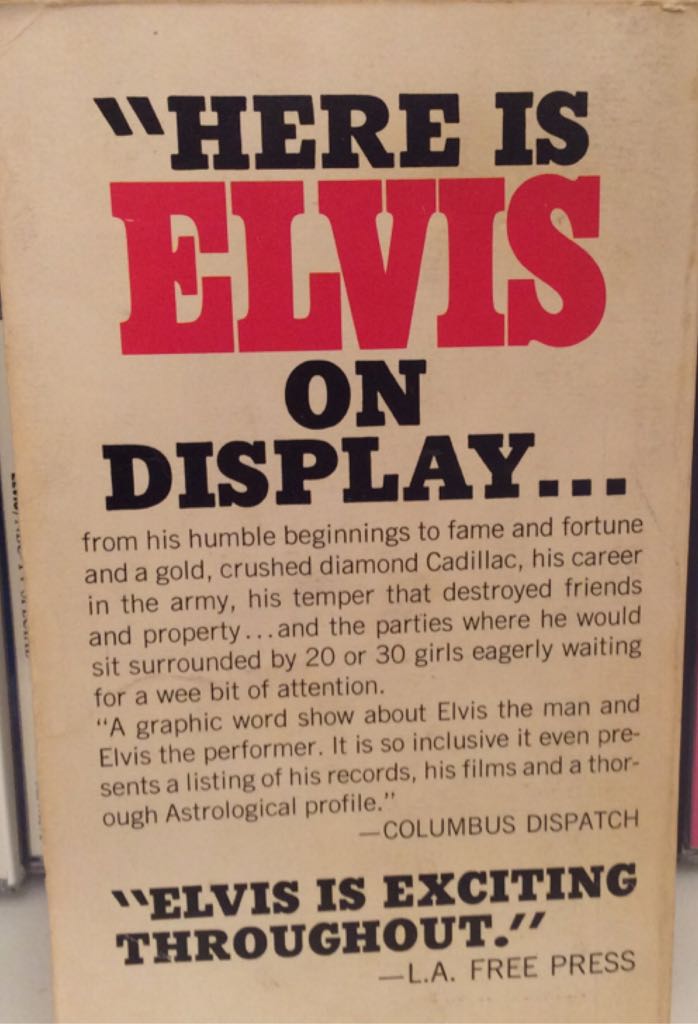 "HERE IS
ELVIS
ON
DISPLAY...
from his humble beginnings to fame and fortune
and a gold, crushed diamond Cadillac, his career
in the army, his temper that destroyed friends
and property...and the parties where he would
sit surrounded by 20 or 30 girls eagerly waiting
for a wee bit of attention.
"A graphic word show about Elvis the man and
Elvis the performer. It is so inclusive it even pre-
sents a listing of his records, his films and a thor-
ough Astrological profile."
—COLUMBUS DISPATCH
"ELVIS IS EXCITING
THROUGHOUT."
—L.A. FREE PRESS